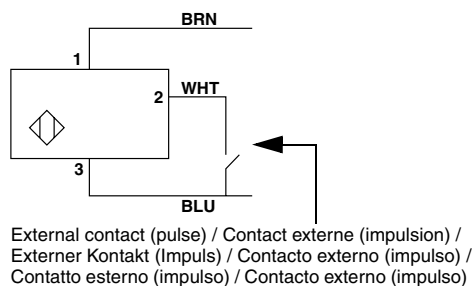 BRN
1
2
WHT
3
BLU
External contact (pulse) / Contact externe (impulsion) /
Externer Kontakt (Impuls) / Contacto externo (impulso) /
Contatto esterno (impulso) / Contacto externo (impulso)